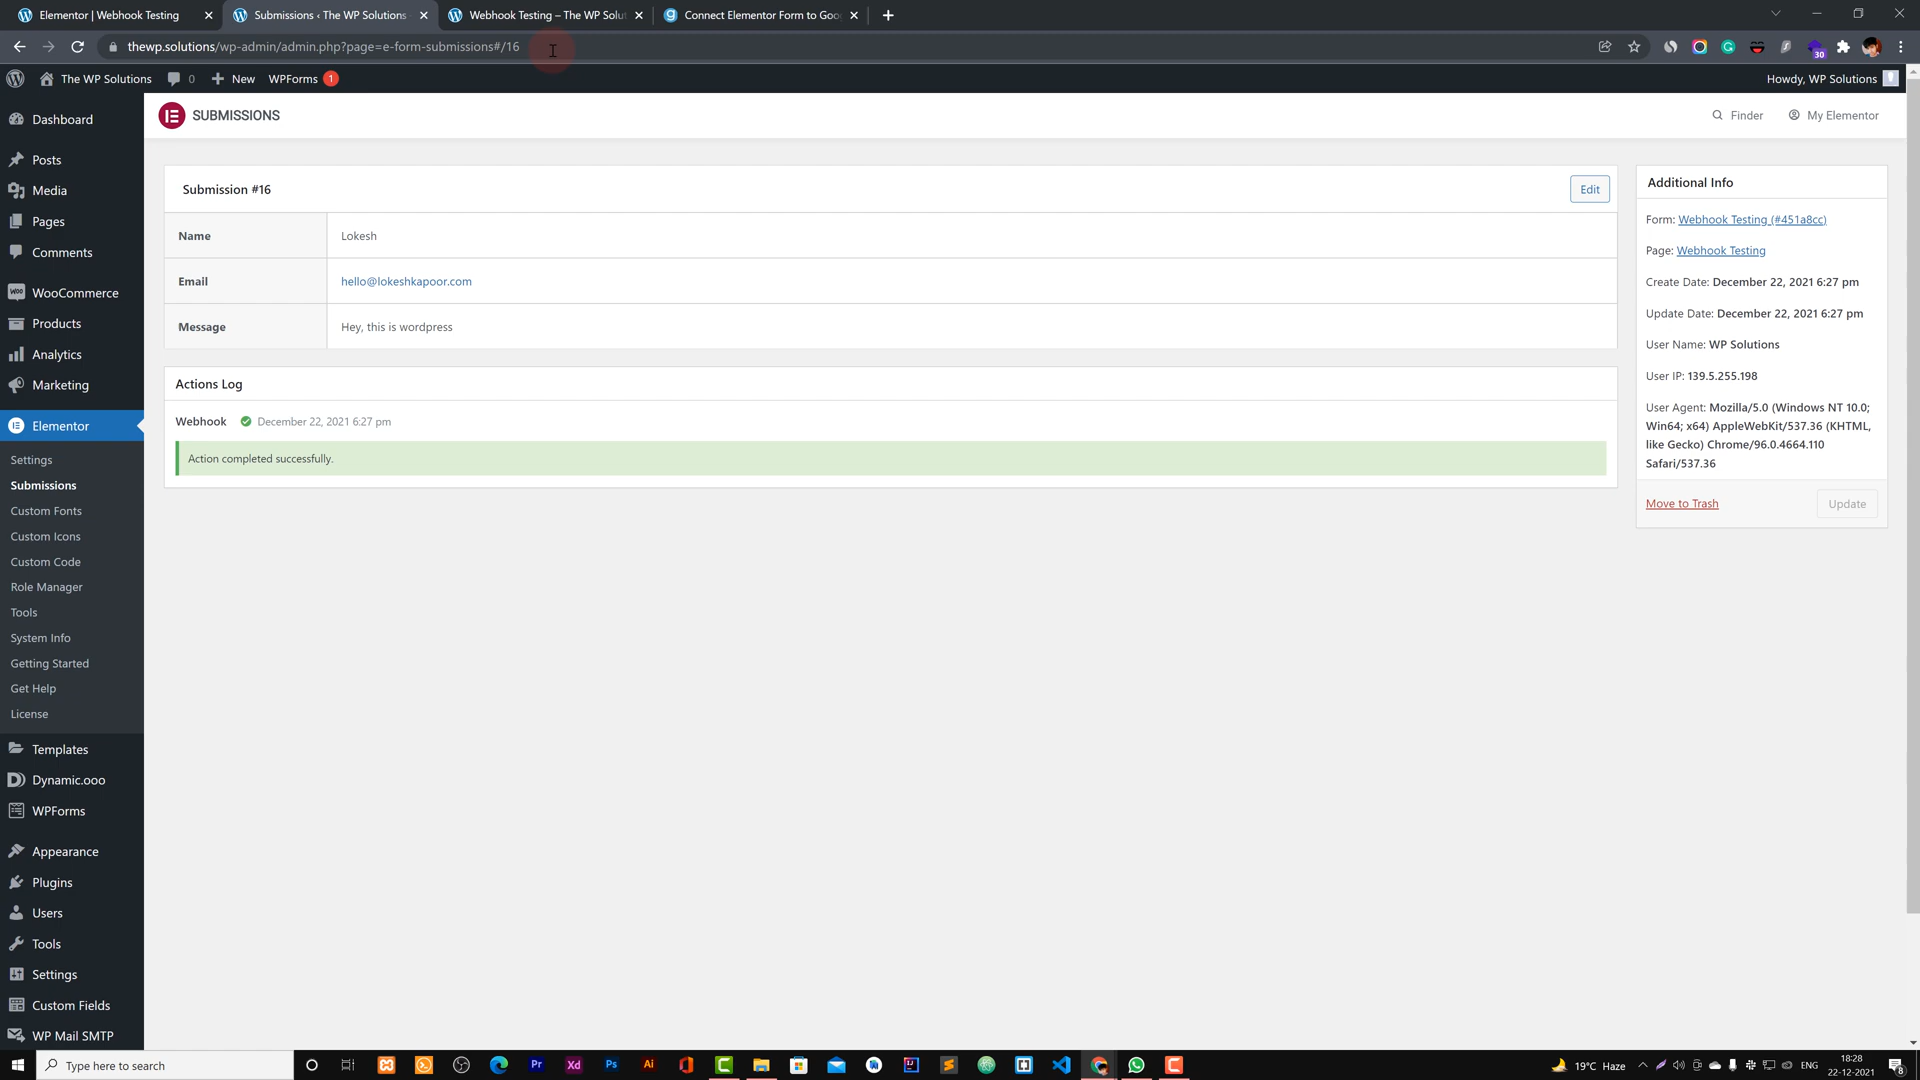 Elementor | Webhook Testing
Submissions ‹ The WP Solutions
Webhook Testing – The WP Solut
Connect Elementor Form to Goo
thewp.solutions/wp-admin/admin.php?page=e-form-submissions#/16
30
The WP Solutions
0
New
WPForms 1
Howdy, WP Solutions
Dashboard
Posts
Media
Pages
Comments
WooCommerce
Products
Analytics
Marketing
Elementor
Settings
Submissions
Custom Fonts
Custom Icons
Custom Code
Role Manager
Tools
System Info
Getting Started
Get Help
License
Templates
Dynamic.ooo
WPForms
Appearance
Plugins
Users
Tools
Settings
Custom Fields
WP Mail SMTP
SUBMISSIONS
Finder
My Elementor
Submission #16
Edit
Name
Lokesh
Email
hello@lokeshkapoor.com
Message
Hey, this is wordpress
Actions Log
Webhook
December 22, 2021 6:27 pm
Action completed successfully.
Additional Info
Form: Webhook Testing (#451a8cc)
Page: Webhook Testing
Create Date: December 22, 2021 6:27 pm
Update Date: December 22, 2021 6:27 pm
User Name: WP Solutions
User IP: 139.5.255.198
User Agent: Mozilla/5.0 (Windows NT 10.0;
Win64; x64) AppleWebKit/537.36 (KHTML,
like Gecko) Chrome/96.0.4664.110
Safari/537.36
Move to Trash
Update
Type here to search
Pr
Xd
Ps
Ai
19°C Haze
ENG
18:28
22-12-2021
8